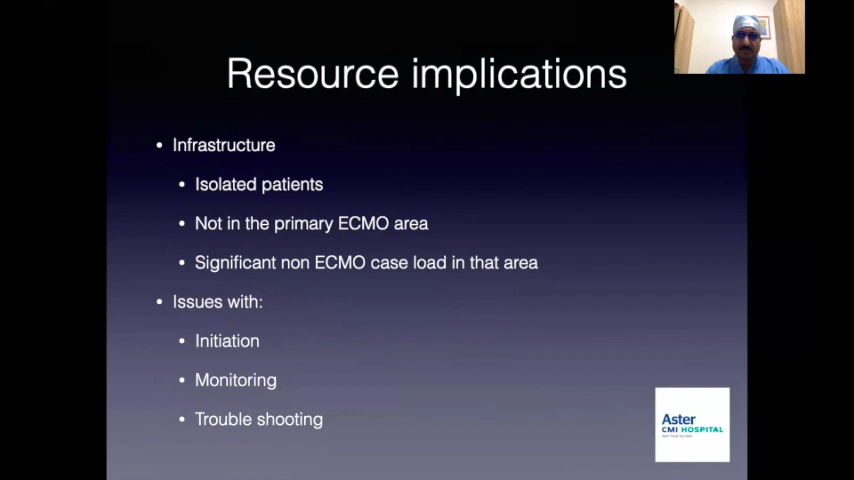 Resource implications
• Infrastructure
• Isolated patients
• Not in the primary ECMO area
• Significant non ECMO case load in that area
• Issues with:
• Initiation
• Monitoring
• Trouble shooting
Aster
CMI HOSPITAL